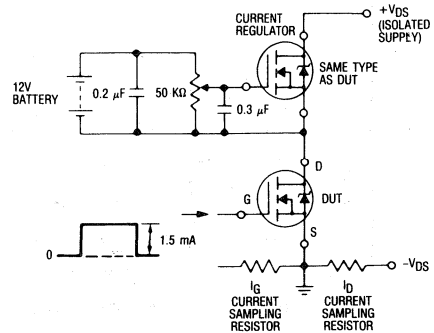 CURRENT
REGULATOR
+VDS
(ISOLATED
SUPPLY)
SAME TYPE
AS DUT
12V
BATTERY
0.2 μF
50 KΩ
0.3 μF
D
G
DUT
S
0
1.5 mA
-VDS
IG
CURRENT
SAMPLING
RESISTOR
ID
CURRENT
SAMPLING
RESISTOR